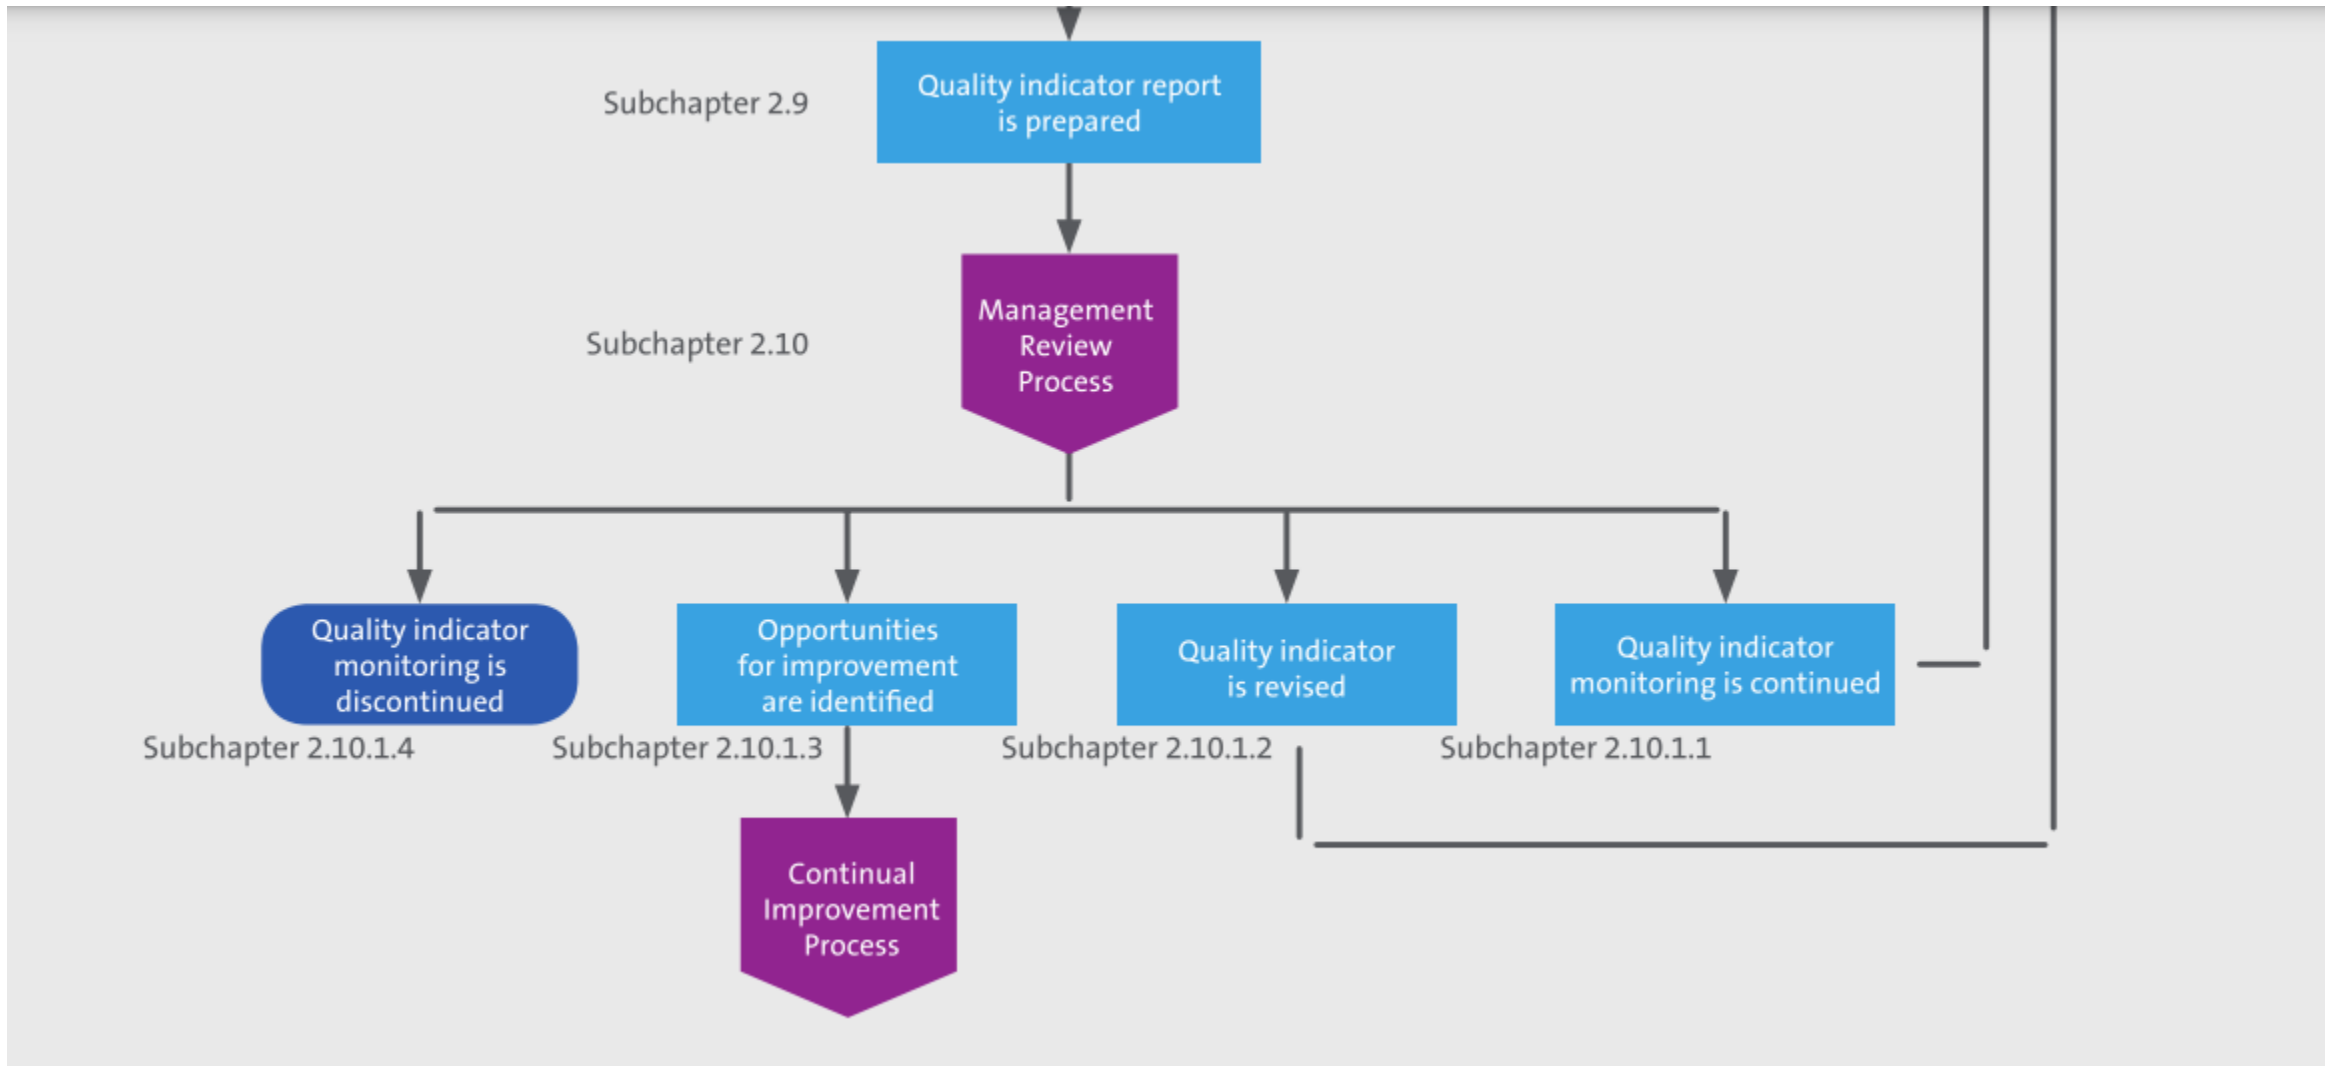 Subchapter 2.9
Quality indicator report
is prepared
Subchapter 2.10
Management
Review
Process
Quality indicator
monitoring is
discontinued
Subchapter 2.10.1.4
Opportunities
for improvement
are identified
Subchapter 2.10.1.3
Quality indicator
is revised
Subchapter 2.10.1.2
Quality indicator
monitoring is continued
Subchapter 2.10.1.1
Continual
Improvement
Process